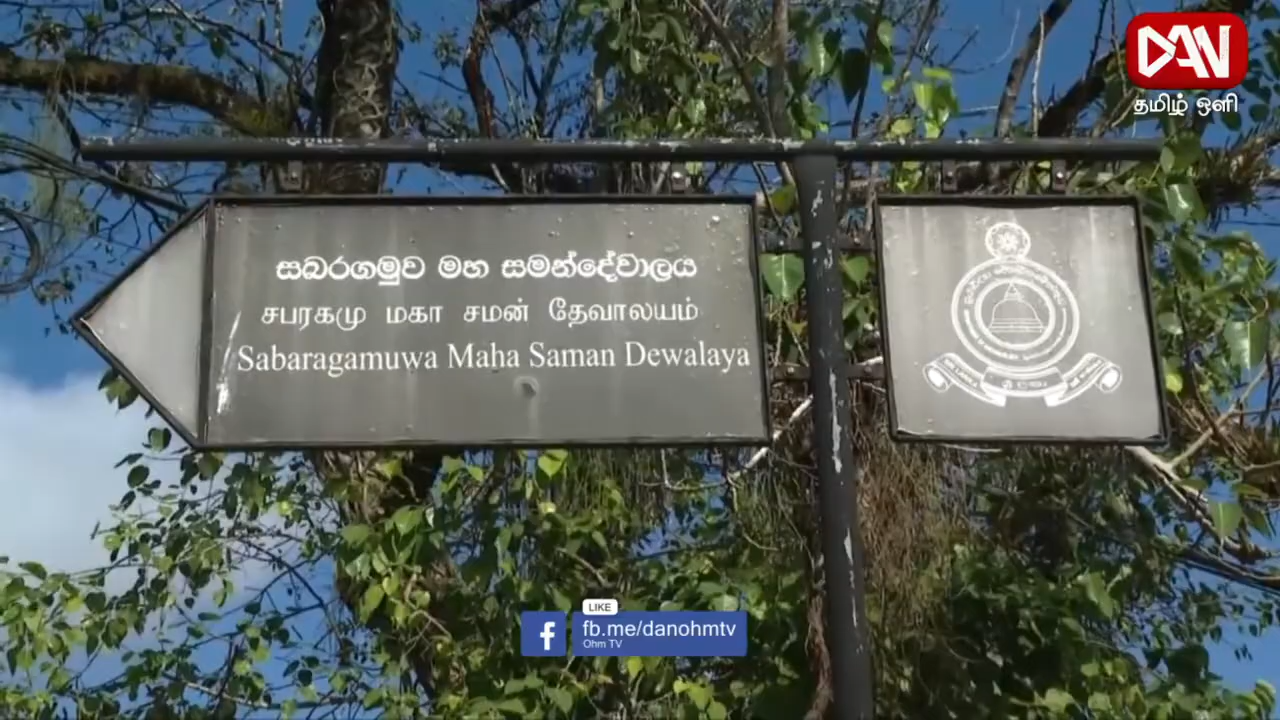 DAN
தமிழ் ஒளி
සබරගමුව මහ සමන්දේවාලය
சபரகமு மகா சமன் தேவாலயம்
Sabaragamuwa Maha Saman Dewalaya
LIKE
fb.me/danohmtv
Ohm TV